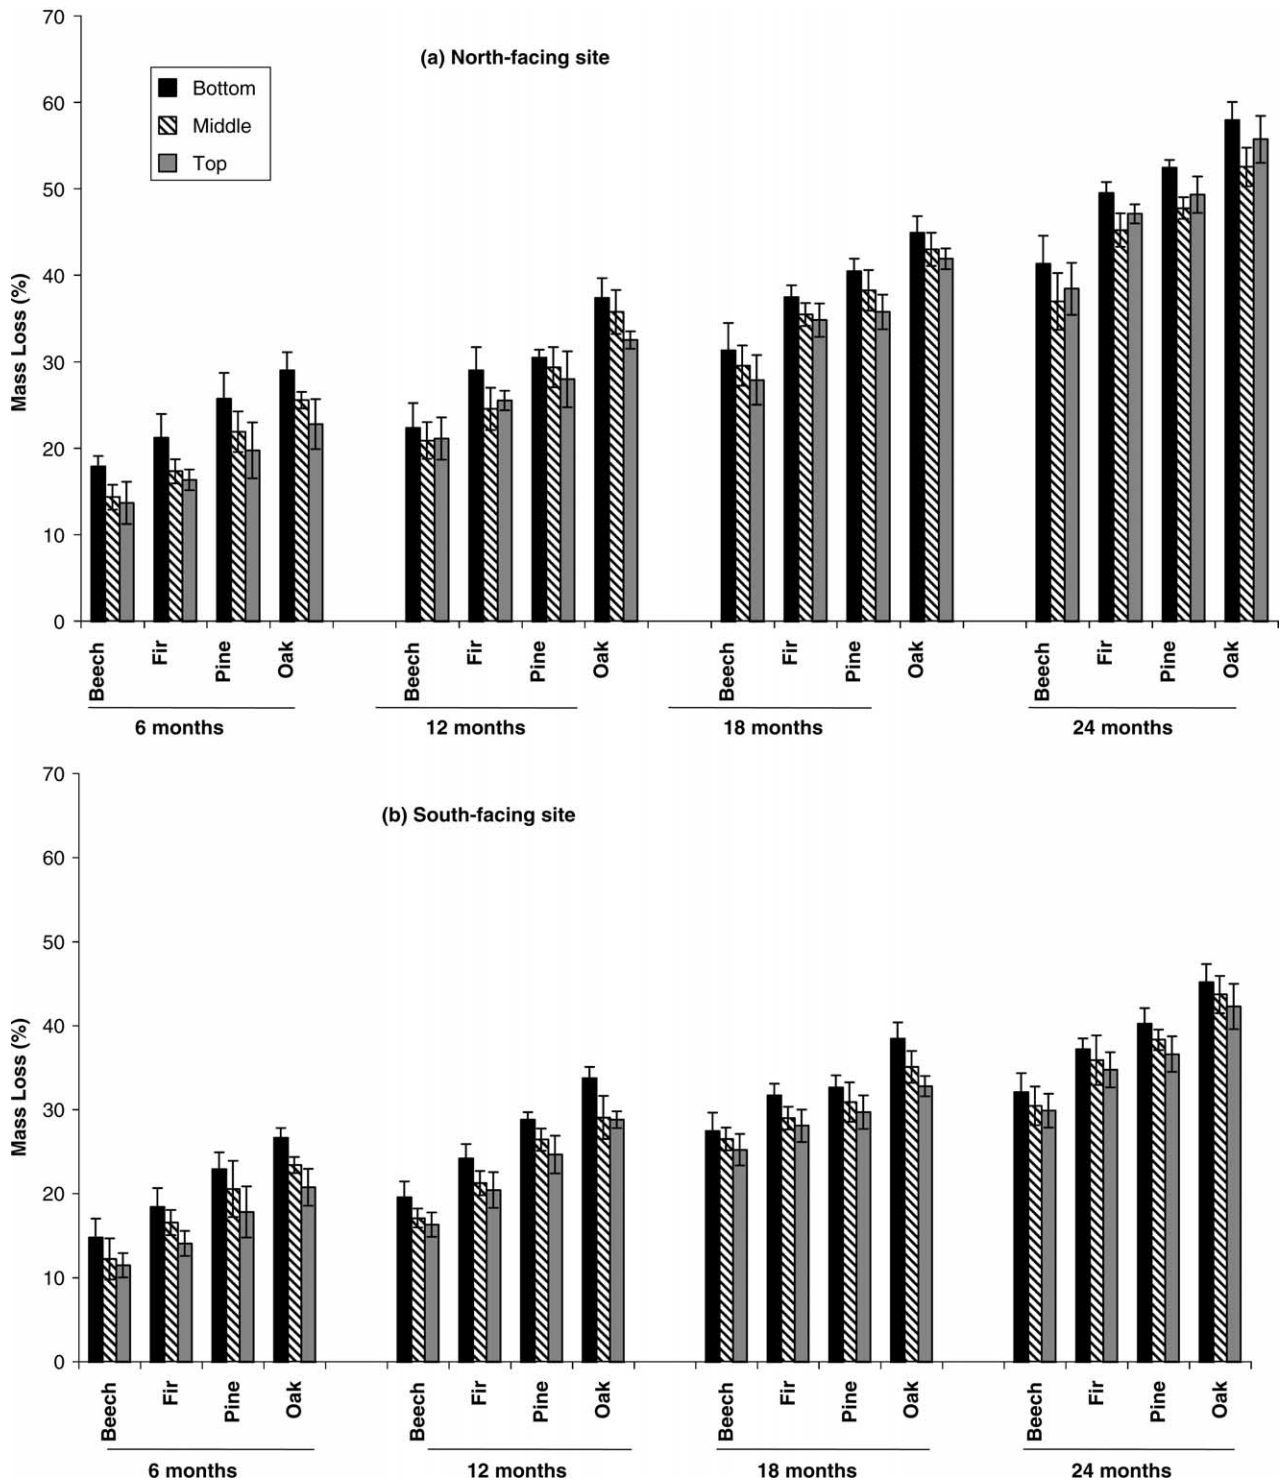 70
(a) North-facing site
Bottom
Middle
Top
60
50
40
30
20
10
0
Mass Loss (%)
Beech Fir Pine Oak Beech Fir Pine Oak Beech Fir Pine Oak Beech Fir Pine Oak
6 months 12 months 18 months 24 months
70
(b) South-facing site
60
50
40
30
20
10
0
Mass Loss (%)
Beech Fir Pine Oak Beech Fir Pine Oak Beech Fir Pine Oak Beech Fir Pine Oak
6 months 12 months 18 months 24 months